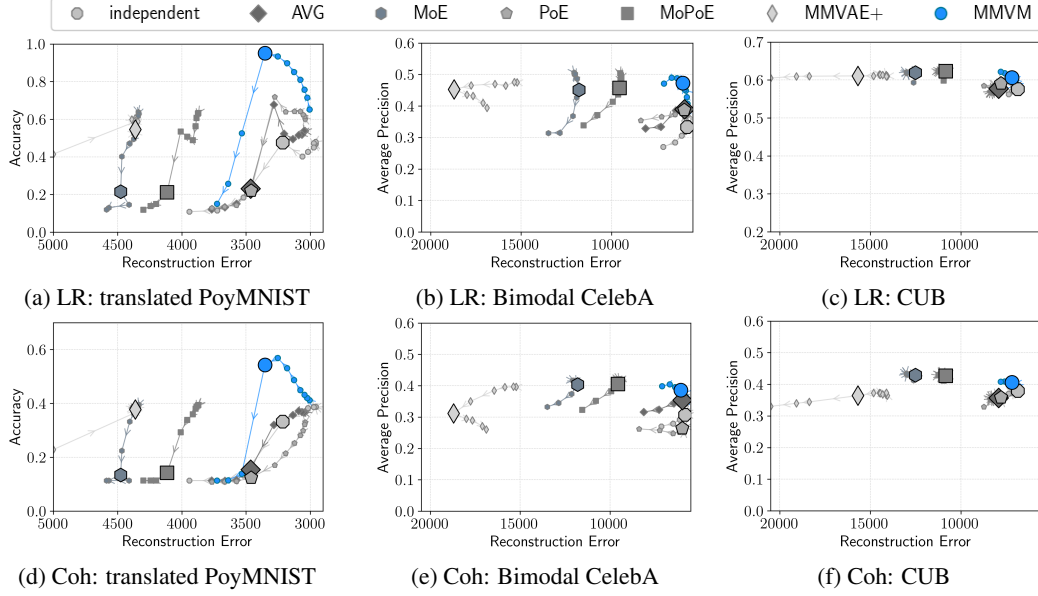 independent AVG MoE PoE MoPoE MMVAE+ MMVM
1.0
0.8
0.6
0.4
0.2
0.0
Accuracy
5000 4500 4000 3500 3000
Reconstruction Error
(a) LR: translated PoyMNIST
0.6
0.5
0.4
0.3
0.2
0.1
0.0
Average Precision
20000 15000 10000
Reconstruction Error
(b) LR: Bimodal CelebA
0.7
0.6
0.5
0.4
0.3
0.2
Average Precision
20000 10000
Reconstruction Error
(c) LR: CUB
0.6
0.4
0.2
0.0
Accuracy
5000 4500 4000 3500 3000
Reconstruction Error
(d) Coh: translated PoyMNIST
0.6
0.5
0.4
0.3
0.2
0.1
0.0
Average Precision
20000 15000 10000
Reconstruction Error
(e) Coh: Bimodal CelebA
0.6
0.5
0.4
0.3
0.2
0.1
0.0
Average Precision
20000 10000
Reconstruction Error
(f) Coh: CUB